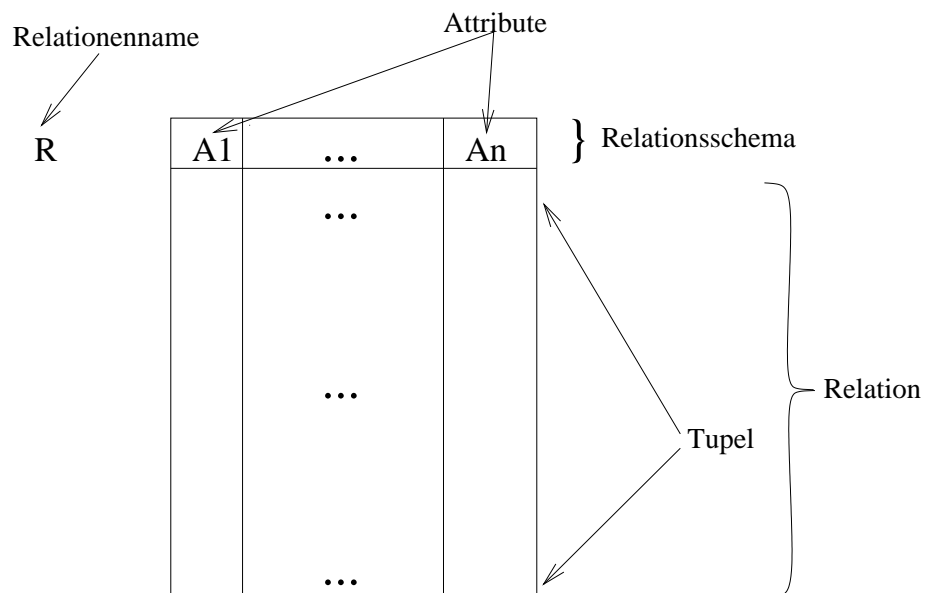 Relationenname
Attribute
R
A1 ... An
} Relationsschema
...
...
Relation
Tupel
...